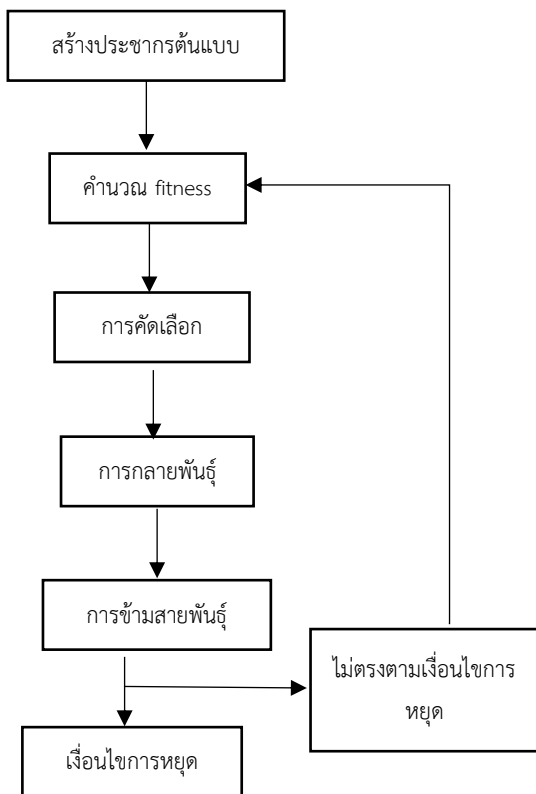 สร้างประชากรต้นแบบ
คำนวณ fitness
การคัดเลือก
การกลายพันธุ์
การข้ามสายพันธุ์
ไม่ตรงตามเงื่อนไขการ
หยุด
เงื่อนไขการหยุด